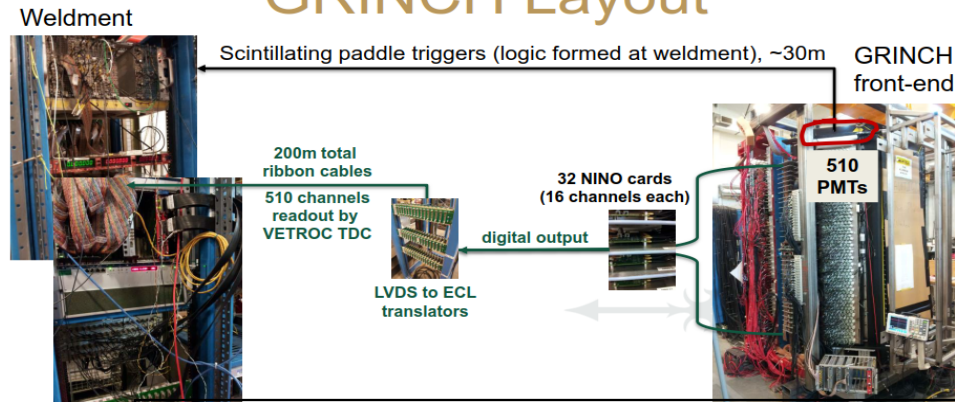 GRINCH Layout
Weldment
Scintillating paddle triggers (logic formed at weldment), ~30m
GRINCH
front-end
510
PMTs
200m total
ribbon cables
510 channels
readout by
VETROC TDC
32 NINO cards
(16 channels each)
digital output
LVDS to ECL
translators